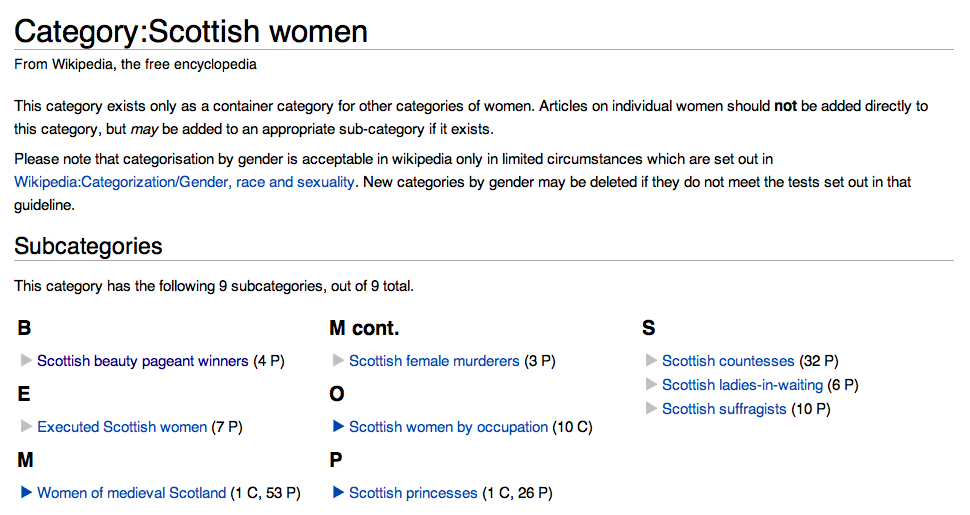 Category:Scottish women
From Wikipedia, the free encyclopedia
This category exists only as a container category for other categories of women. Articles on individual women should not be added directly to
this category, but may be added to an appropriate sub-category if it exists.
Please note that categorisation by gender is acceptable in wikipedia only in limited circumstances which are set out in
Wikipedia:Categorization/Gender, race and sexuality. New categories by gender may be deleted if they do not meet the tests set out in that
guideline.
Subcategories
This category has the following 9 subcategories, out of 9 total.
B
Scottish beauty pageant winners (4 P)
E
Executed Scottish women (7 P)
M
Women of medieval Scotland (1 C, 53 P)
M cont.
Scottish female murderers (3 P)
O
Scottish women by occupation (10 C)
P
Scottish princesses (1 C, 26 P)
S
Scottish countesses (32 P)
Scottish ladies-in-waiting (6 P)
Scottish suffragists (10 P)